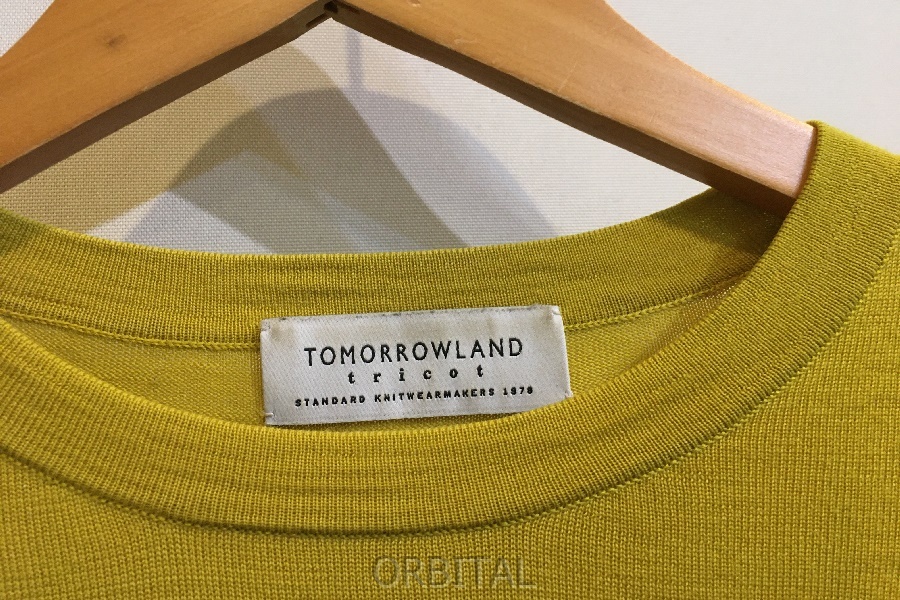 TOMORROWLAND
tricot
STANDARD KNITWEARMAKERS 1978
ORBITAL